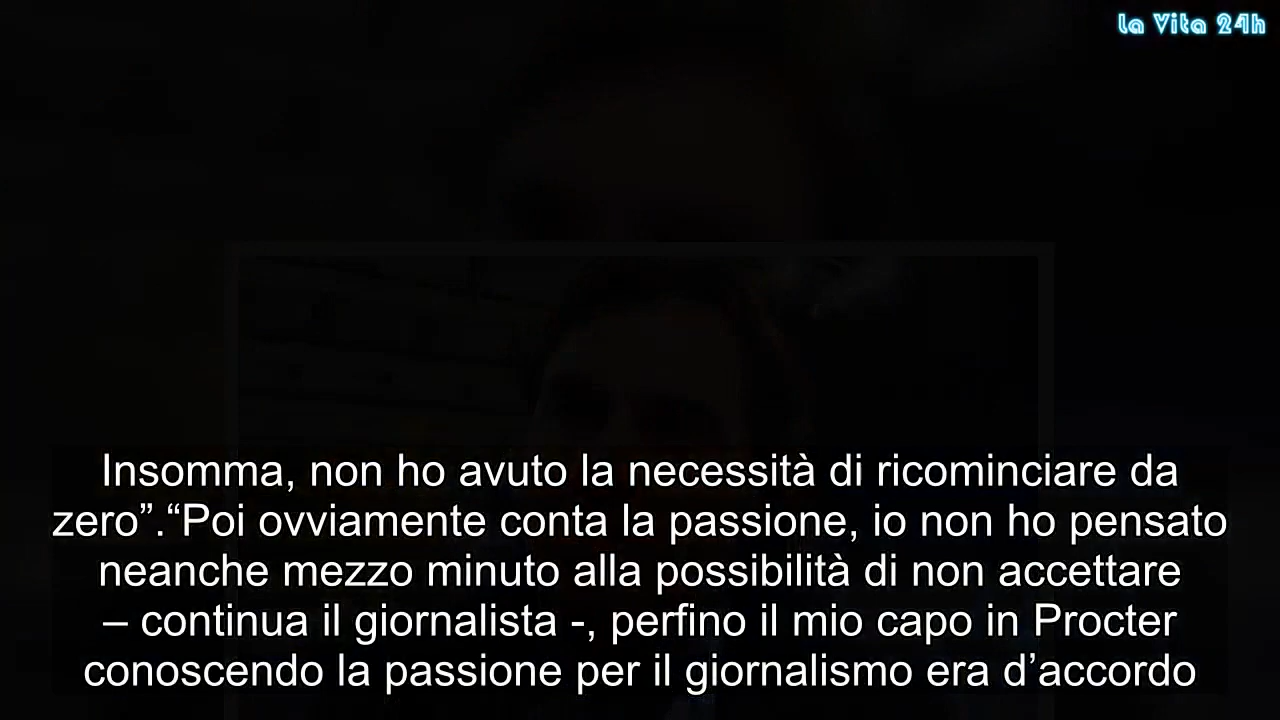 La Vita 24h
Insomma, non ho avuto la necessità di ricominciare da
zero”.“Poi ovviamente conta la passione, io non ho pensato
neanche mezzo minuto alla possibilità di non accettare
– continua il giornalista -, perfino il mio capo in Procter
conoscendo la passione per il giornalismo era d’accordo